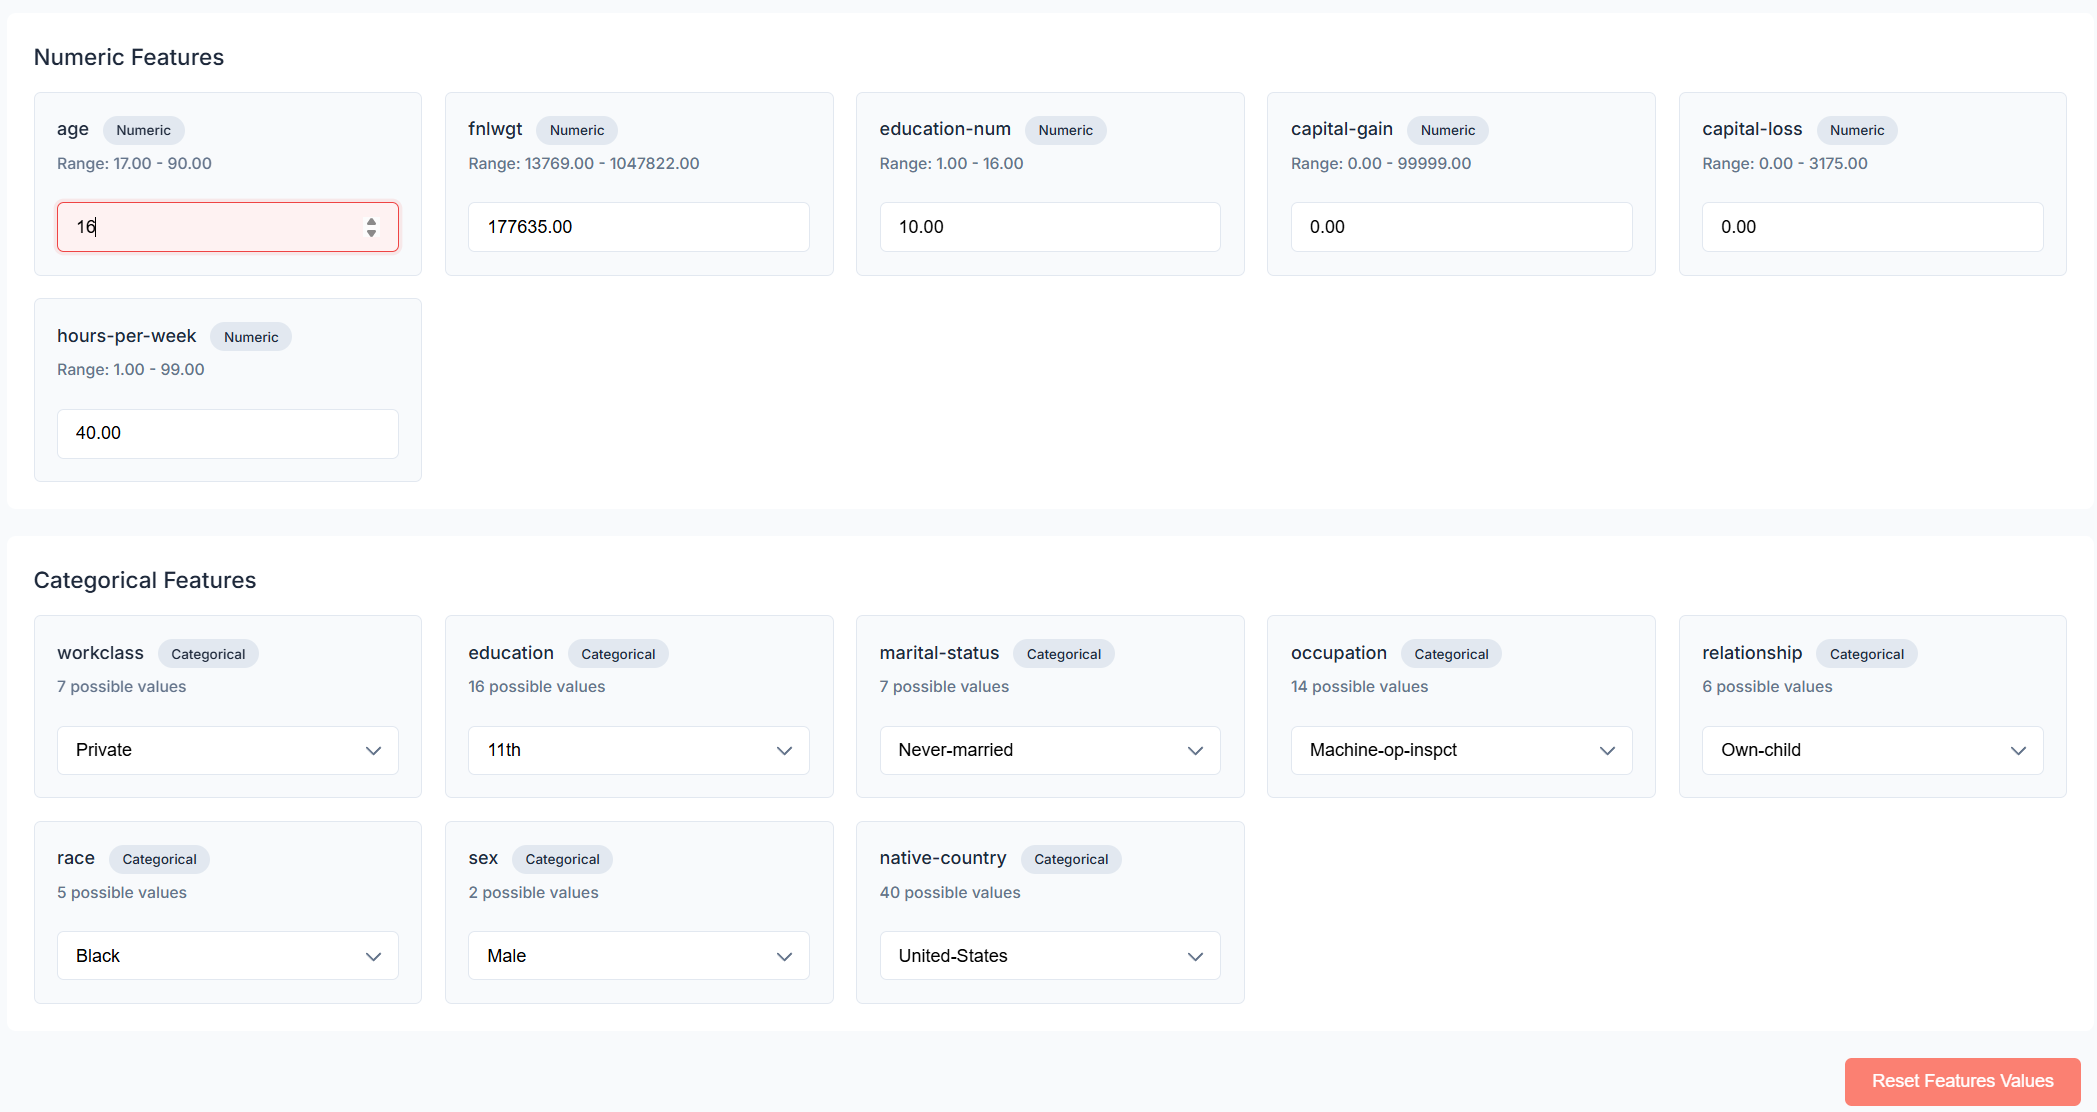 Numeric Features
age Numeric
Range: 17.00 - 90.00
16
fnlwgt Numeric
Range: 13769.00 - 1047822.00
177635.00
education-num Numeric
Range: 1.00 - 16.00
10.00
capital-gain Numeric
Range: 0.00 - 99999.00
0.00
capital-loss Numeric
Range: 0.00 - 3175.00
0.00
hours-per-week Numeric
Range: 1.00 - 99.00
40.00
Categorical Features
workclass Categorical
7 possible values
Private
education Categorical
16 possible values
11th
marital-status Categorical
7 possible values
Never-married
occupation Categorical
14 possible values
Machine-op-inspct
relationship Categorical
6 possible values
Own-child
race Categorical
5 possible values
Black
sex Categorical
2 possible values
Male
native-country Categorical
40 possible values
United-States
Reset Features Values